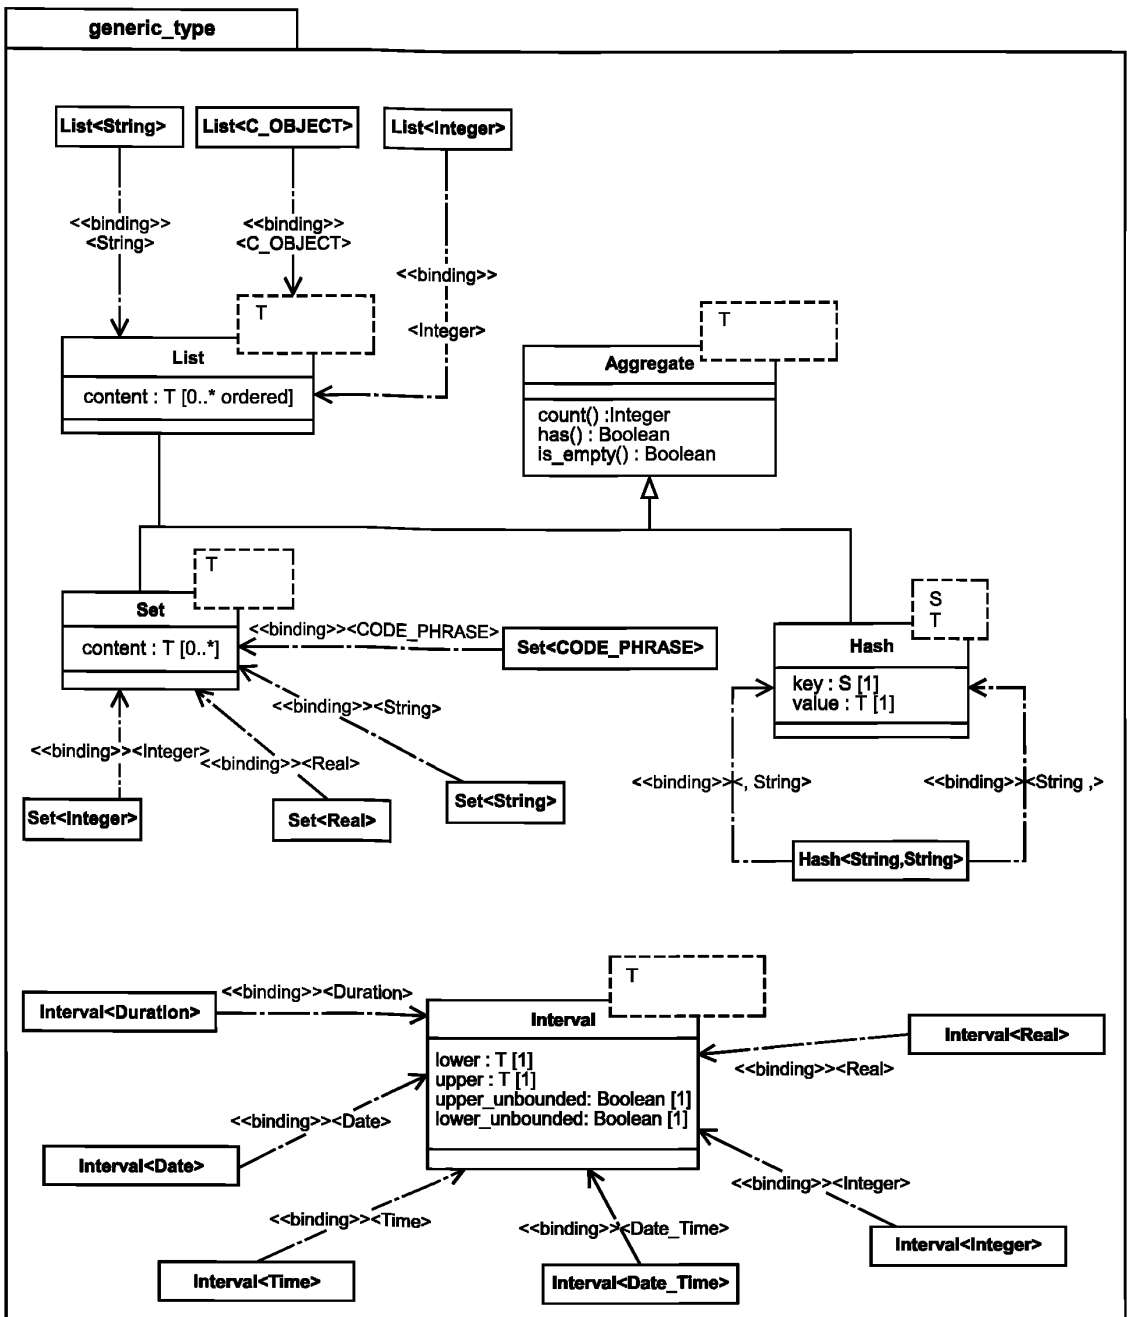 generic_type
List<String>
List<C_OBJECT>
List<Integer>
<<binding>>
<String>
<<binding>>
<C_OBJECT>
<<binding>>
<Integer>
T
List
content : T [0..* ordered]
T
Aggregate
count() :Integer
has() : Boolean
is_empty() : Boolean
T
Set
content : T [0..*]
<<binding>><CODE_PHRASE>
Set<CODE_PHRASE>
S
T
Hash
key : S [1]
value : T [1]
<<binding>><String>
<<binding>><Integer>
<<binding>><Real>
<<binding>><, String>
<<binding>><String ,>
Set<Integer>
Set<Real>
Set<String>
Hash<String,String>
T
<<binding>><Duration>
Interval<Duration>
Interval
lower : T [1]
upper : T [1]
upper_unbounded: Boolean [1]
lower_unbounded: Boolean [1]
Interval<Real>
<<binding>><Real>
<<binding>><Date>
Interval<Date>
<<binding>><Integer>
<<binding>><Time>
<<binding>><Date_Time>
Interval<Integer>
Interval<Time>
Interval<Date_Time>